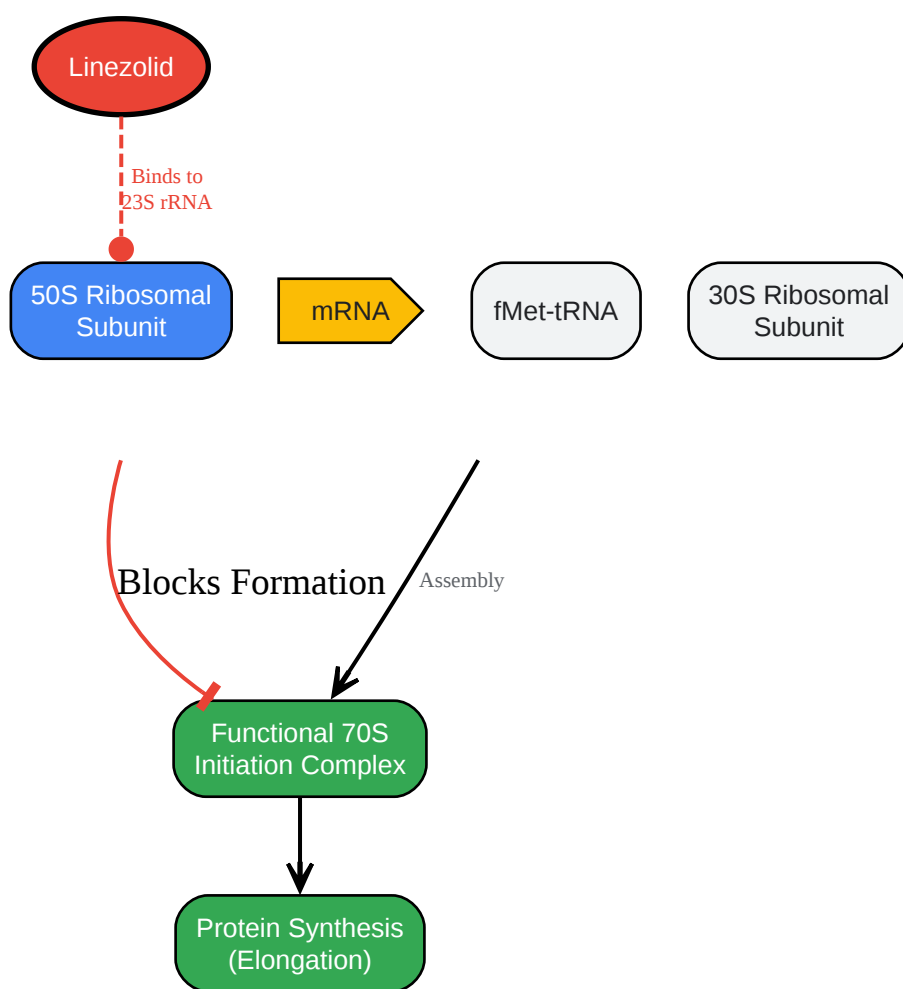 Linezolid
Binds to
23S rRNA
50S Ribosomal
Subunit
mRNA
fMet-tRNA
30S Ribosomal
Subunit
Blocks Formation
Assembly
Functional 70S
Initiation Complex
Protein Synthesis
(Elongation)